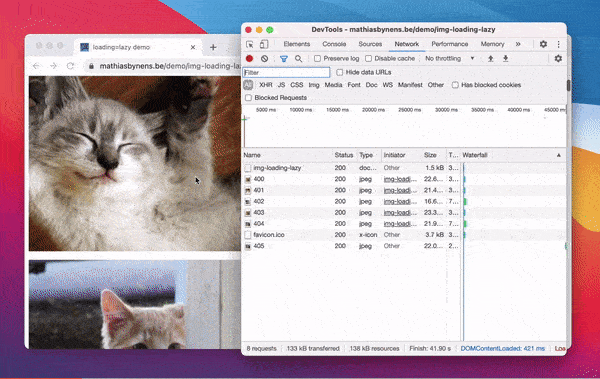 DevTools - mathiasbynens.be/demo/img-loading-lazy
loading=lazy demo
mathiasbynens.be/demo/img-loading-la
Elements Console Sources Network Performance Memory
Preserve log Disable cache No throttling
Filter Hide data URLs
All XHR JS CSS Img Media Font Doc WS Manifest Other Has blocked cookies
Blocked Requests
5000 ms 10000 ms 15000 ms 20000 ms 25000 ms 30000 ms 35000 ms 40000 ms 45000 ms
Name Status Type Initiator Size T... Waterfall
img-loading-lazy 200 doc... Other 1.5 kB 3...
400 200 jpeg img-loadi... 22.6... 3...
401 200 jpeg img-loadi... 21.4... 3...
402 200 jpeg img-loadi... 16.6... 7...
403 200 jpeg img-loadi... 23.3... 3...
404 200 jpeg img-loadi... 21.9... 7...
favicon.ico 200 x-icon Other 3.7 kB 3...
405 200 jpeg Other 22.0... 2...
8 requests 133 kB transferred 138 kB resources Finish: 41.90 s DOMContentLoaded: 421 ms Loa